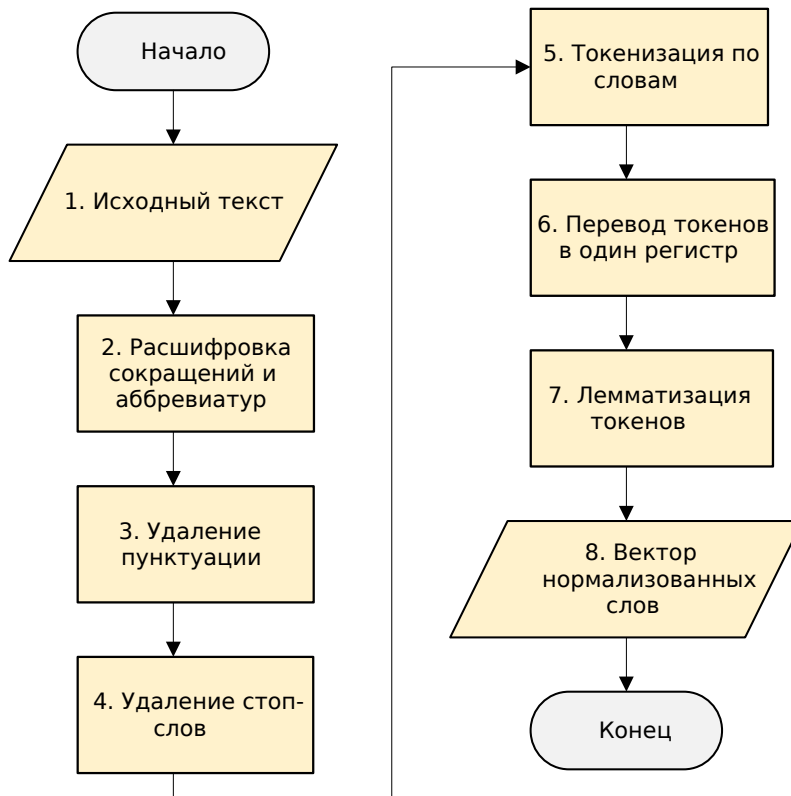 Начало
1. Исходный текст
2. Расшифровка
сокращений и
аббревиатур
3. Удаление
пунктуации
4. Удаление стоп-
слов
5. Токенизация по
словам
6. Перевод токенов
в один регистр
7. Лемматизация
токенов
8. Вектор
нормализованных
слов
Конец